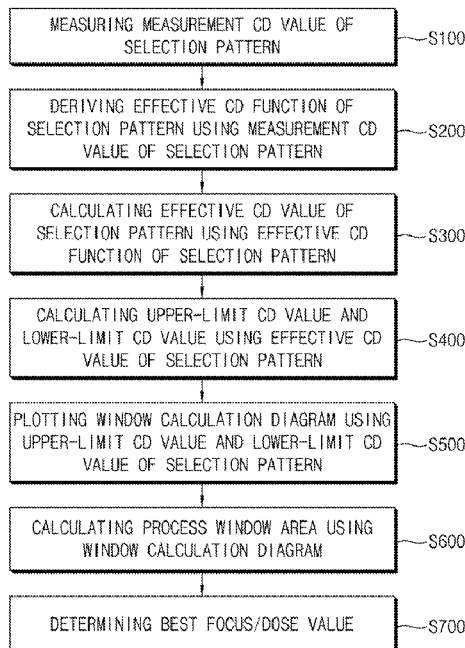 MEASURING MEASUREMENT CD VALUE OF
SELECTION PATTERN
S100
DERIVING EFFECTIVE CD FUNCTION OF
SELECTION PATTERN USING MEASUREMENT CD
VALUE OF SELECTION PATTERN
S200
CALCULATING EFFECTIVE CD VALUE OF
SELECTION PATTERN USING EFFECTIVE CD
FUNCTION OF SELECTION PATTERN
S300
CALCULATING UPPER-LIMIT CD VALUE AND
LOWER-LIMIT CD VALUE USING EFFECTIVE CD
VALUE OF SELECTION PATTERN
S400
PLOTTING WINDOW CALCULATION DIAGRAM USING
UPPER-LIMIT CD VALUE AND LOWER-LIMIT CD
VALUE OF SELECTION PATTERN
S500
CALCULATING PROCESS WINDOW AREA USING
WINDOW CALCULATION DIAGRAM
S600
DETERMINING BEST FOCUS/DOSE VALUE
S700